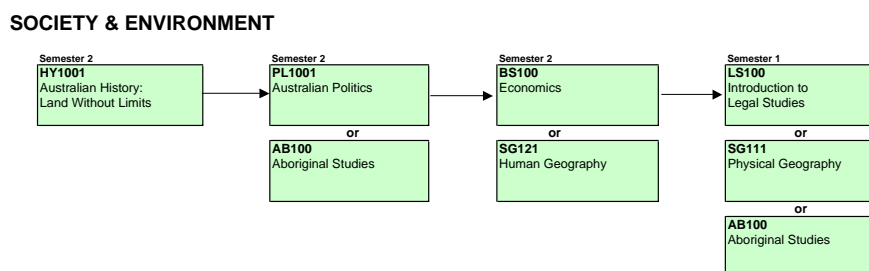 SOCIETY & ENVIRONMENT
Semester 2
HY1001
Australian History:
Land Without Limits
Semester 2
PL1001
Australian Politics
or
AB100
Aboriginal Studies
Semester 2
BS100
Economics
or
SG121
Human Geography
Semester 1
LS100
Introduction to
Legal Studies
or
SG111
Physical Geography
or
AB100
Aboriginal Studies